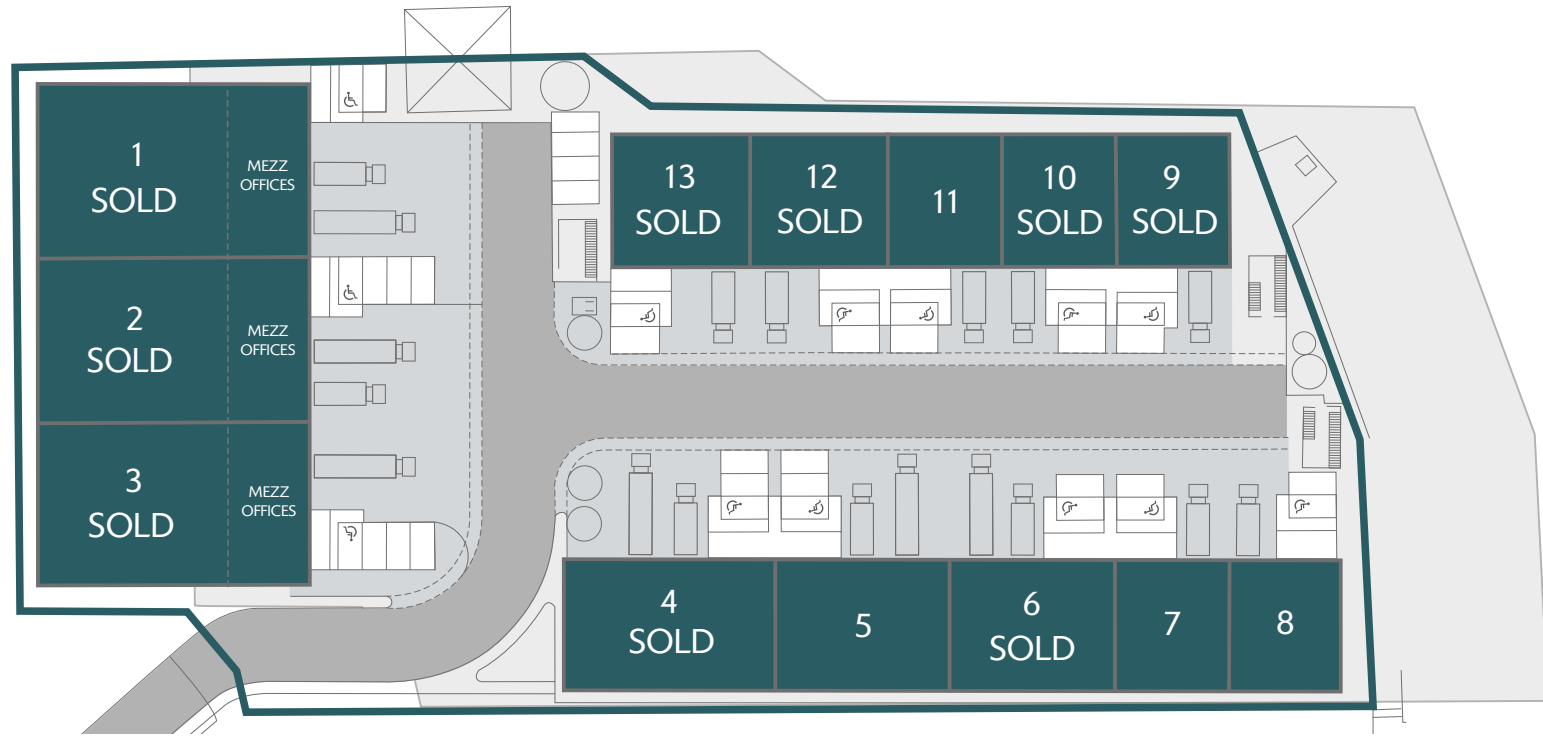 1
SOLD
MEZZ
OFFICES
2
SOLD
MEZZ
OFFICES
3
SOLD
MEZZ
OFFICES
13
SOLD
12
SOLD
11
10
SOLD
9
SOLD
4
SOLD
5
6
SOLD
7
8